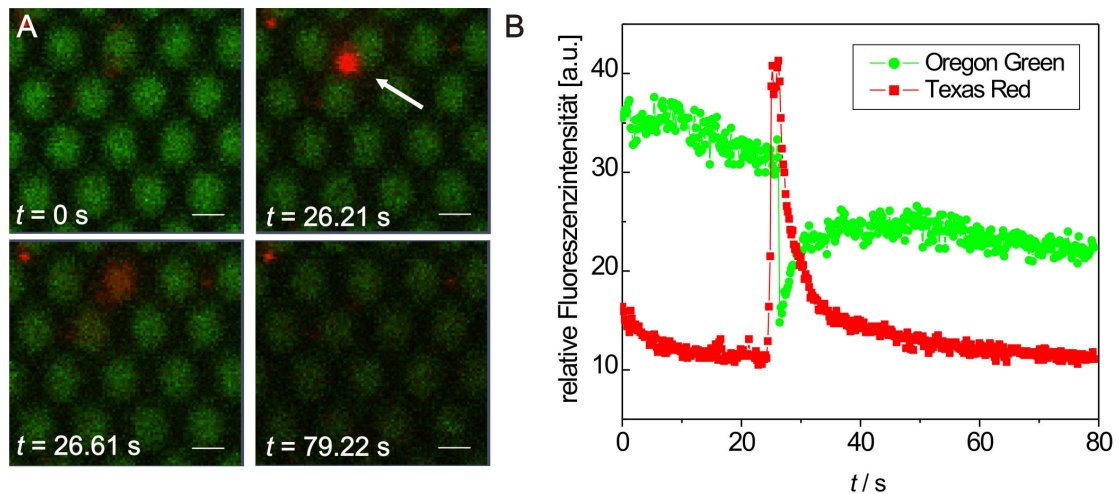 A
t = 0 s
t = 26.21 s
t = 26.61 s
t = 79.22 s
B
relative Fluoreszenzintensität [a.u.]
40
30
20
10
Oregon Green
Texas Red
0 20 40 60 80
t / s